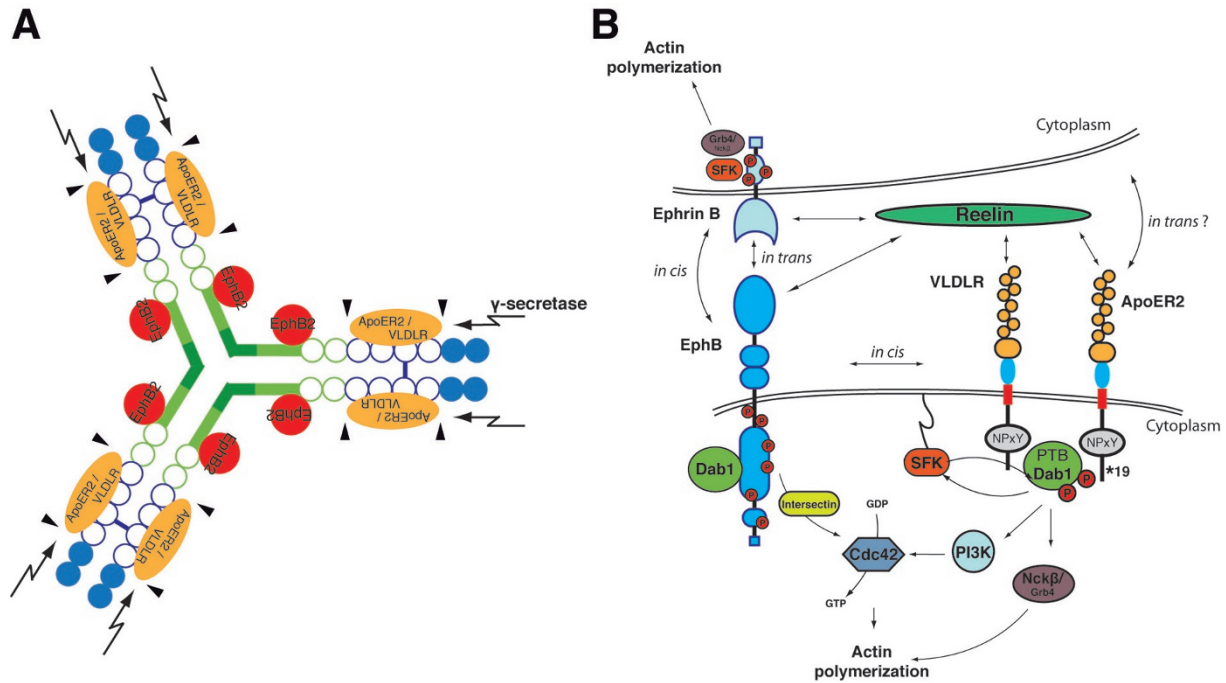 A
ApoER2 /
VLDLR
ApoER2 /
VLDLR
EphB2
EphB2
EphB2
ApoER2 /
VLDLR
γ-secretase
EphB2
EphB2
EphB2
ApoER2 /
VLDLR
ApoER2 /
VLDLR
ApoER2 /
VLDLR
B
Actin
polymerization
Grb4/
Nckβ
SFK
P
P
P
Cytoplasm
Ephrin B
Reelin
in trans ?
in cis
in trans
VLDLR
ApoER2
EphB
in cis
Cytoplasm
P
P
P
P
P
P
Dab1
NPxY
NPxY
SFK
PTB
Dab1
P
P
*19
Intersectin
GDP
Cdc42
PI3K
GTP
Nckβ/
Grb4
Actin
polymerization